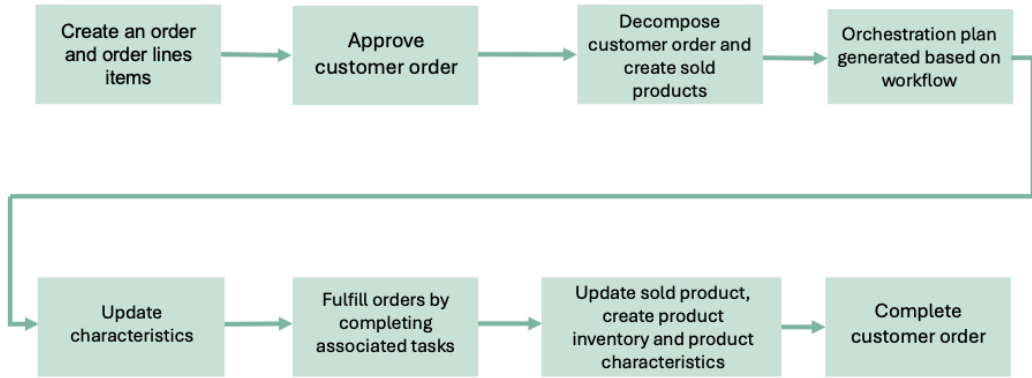 Create an order
and order lines
items
Approve
customer order
Decompose
customer order and
create sold
products
Orchestration plan
generated based on
workflow
Update
characteristics
Fulfill orders by
completing
associated tasks
Update sold product,
create product
inventory and product
characteristics
Complete
customer order